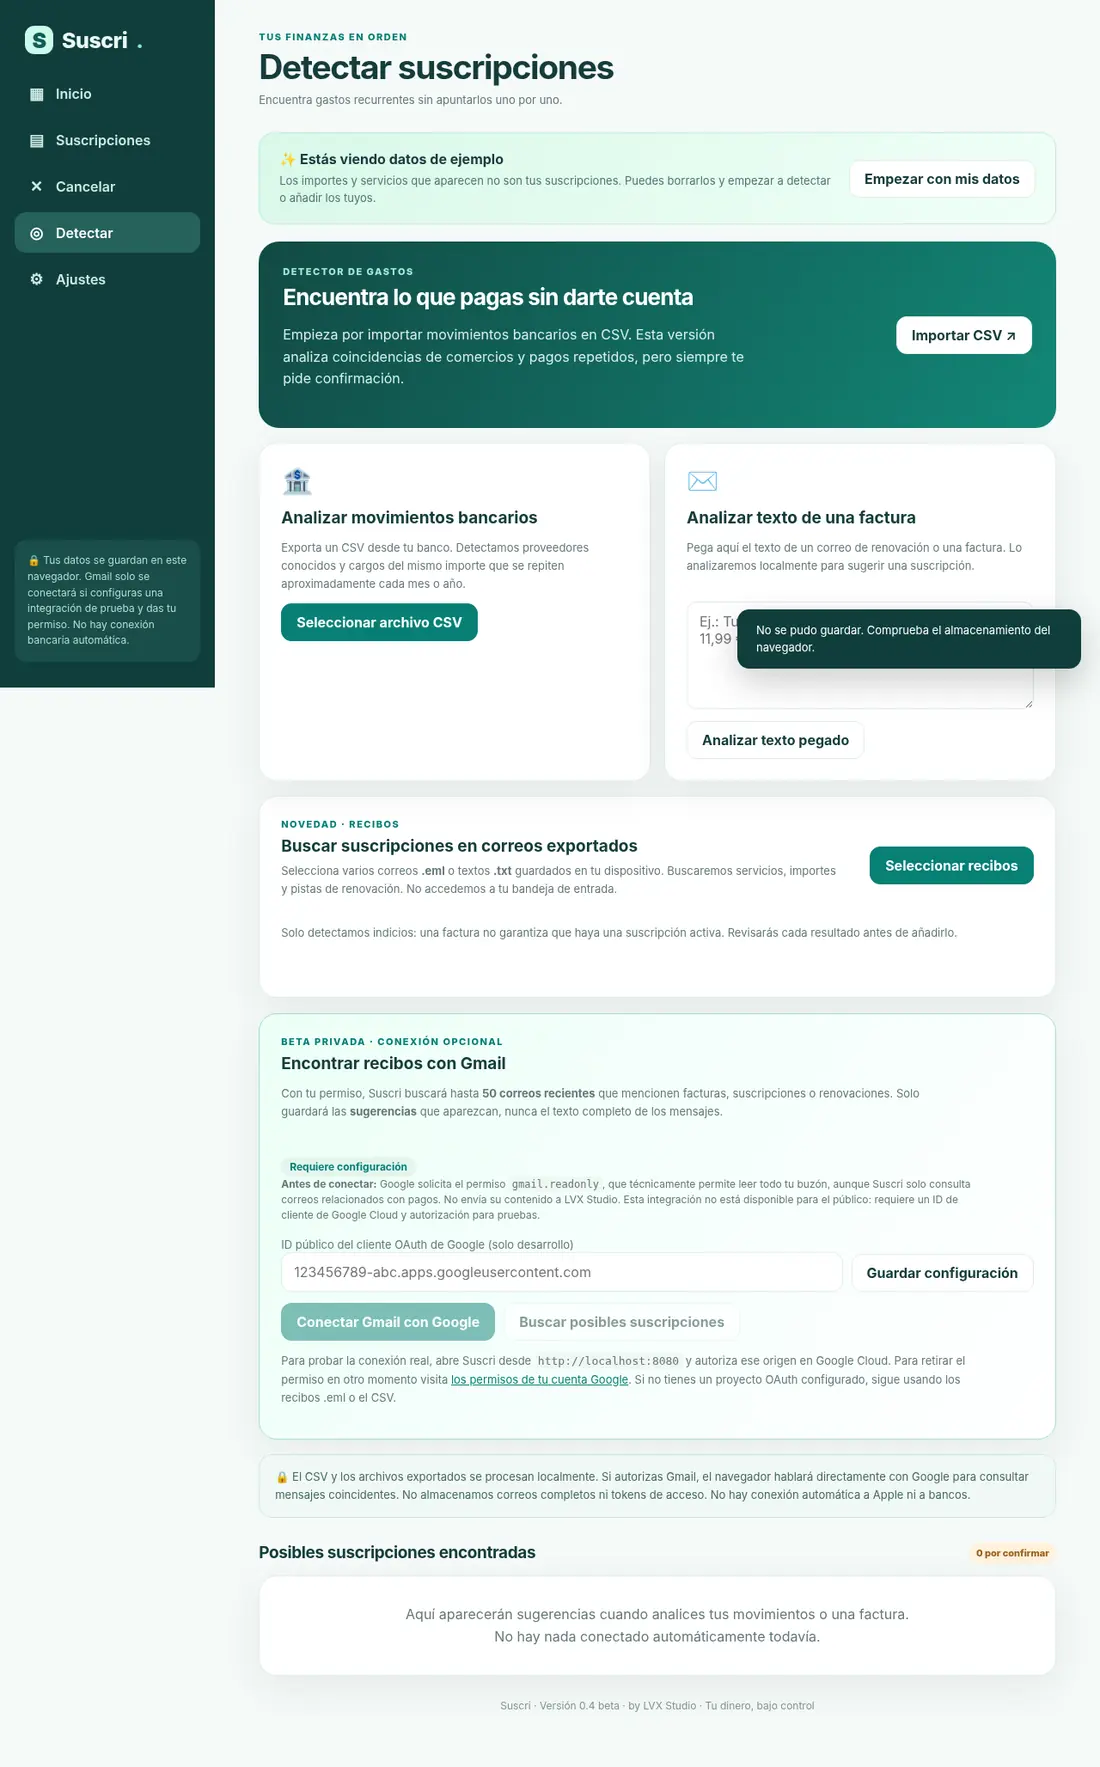 S Suscri .
Inicio
Suscripciones
Cancelar
Detectar
Ajustes
🔒 Tus datos se guardan en este
navegador. Gmail solo se
conectará si configuras una
integración de prueba y das tu
permiso. No hay conexión
bancaria automática.
TUS FINANZAS EN ORDEN
Detectar suscripciones
Encuentra gastos recurrentes sin apuntarlos uno por uno.
✨ Estás viendo datos de ejemplo
Los importes y servicios que aparecen no son tus suscripciones. Puedes borrarlos y empezar a detectar
o añadir los tuyos.
Empezar con mis datos
DETECTOR DE GASTOS
Encuentra lo que pagas sin darte cuenta
Empieza por importar movimientos bancarios en CSV. Esta versión
analiza coincidencias de comercios y pagos repetidos, pero siempre te
pide confirmación.
Importar CSV ↗
Analizar movimientos bancarios
Exporta un CSV desde tu banco. Detectamos proveedores
conocidos y cargos del mismo importe que se repiten
aproximadamente cada mes o año.
Seleccionar archivo CSV
Analizar texto de una factura
Pega aquí el texto de un correo de renovación o una factura. Lo
analizaremos localmente para sugerir una suscripción.
Ej.: Tu
11,99
No se pudo guardar. Comprueba el almacenamiento del
navegador.
Analizar texto pegado
NOVEDAD · RECIBOS
Buscar suscripciones en correos exportados
Selecciona varios correos .eml o textos .txt guardados en tu dispositivo. Buscaremos servicios, importes
y pistas de renovación. No accedemos a tu bandeja de entrada.
Seleccionar recibos
Solo detectamos indicios: una factura no garantiza que haya una suscripción activa. Revisarás cada resultado antes de añadirlo.
BETA PRIVADA · CONEXIÓN OPCIONAL
Encontrar recibos con Gmail
Con tu permiso, Suscri buscará hasta 50 correos recientes que mencionen facturas, suscripciones o renovaciones. Solo
guardará las sugerencias que aparezcan, nunca el texto completo de los mensajes.
Requiere configuración
Antes de conectar: Google solicita el permiso gmail.readonly, que técnicamente permite leer todo tu buzón, aunque Suscri solo consulta
correos relacionados con pagos. No envía su contenido a LVX Studio. Esta integración no está disponible para el público: requiere un ID de
cliente de Google Cloud y autorización para pruebas.
ID público del cliente OAuth de Google (solo desarrollo)
123456789-abc.apps.googleusercontent.com
Guardar configuración
Conectar Gmail con Google
Buscar posibles suscripciones
Para probar la conexión real, abre Suscri desde http://localhost:8080 y autoriza ese origen en Google Cloud. Para retirar el
permiso en otro momento visita los permisos de tu cuenta Google. Si no tienes un proyecto OAuth configurado, sigue usando los
recibos .eml o el CSV.
🔒 El CSV y los archivos exportados se procesan localmente. Si autorizas Gmail, el navegador hablará directamente con Google para consultar
mensajes coincidentes. No almacenamos correos completos ni tokens de acceso. No hay conexión automática a Apple ni a bancos.
Posibles suscripciones encontradas
0 por confirmar
Aquí aparecerán sugerencias cuando analices tus movimientos o una factura.
No hay nada conectado automáticamente todavía.
Suscri · Versión 0.4 beta · by LVX Studio · Tu dinero, bajo control